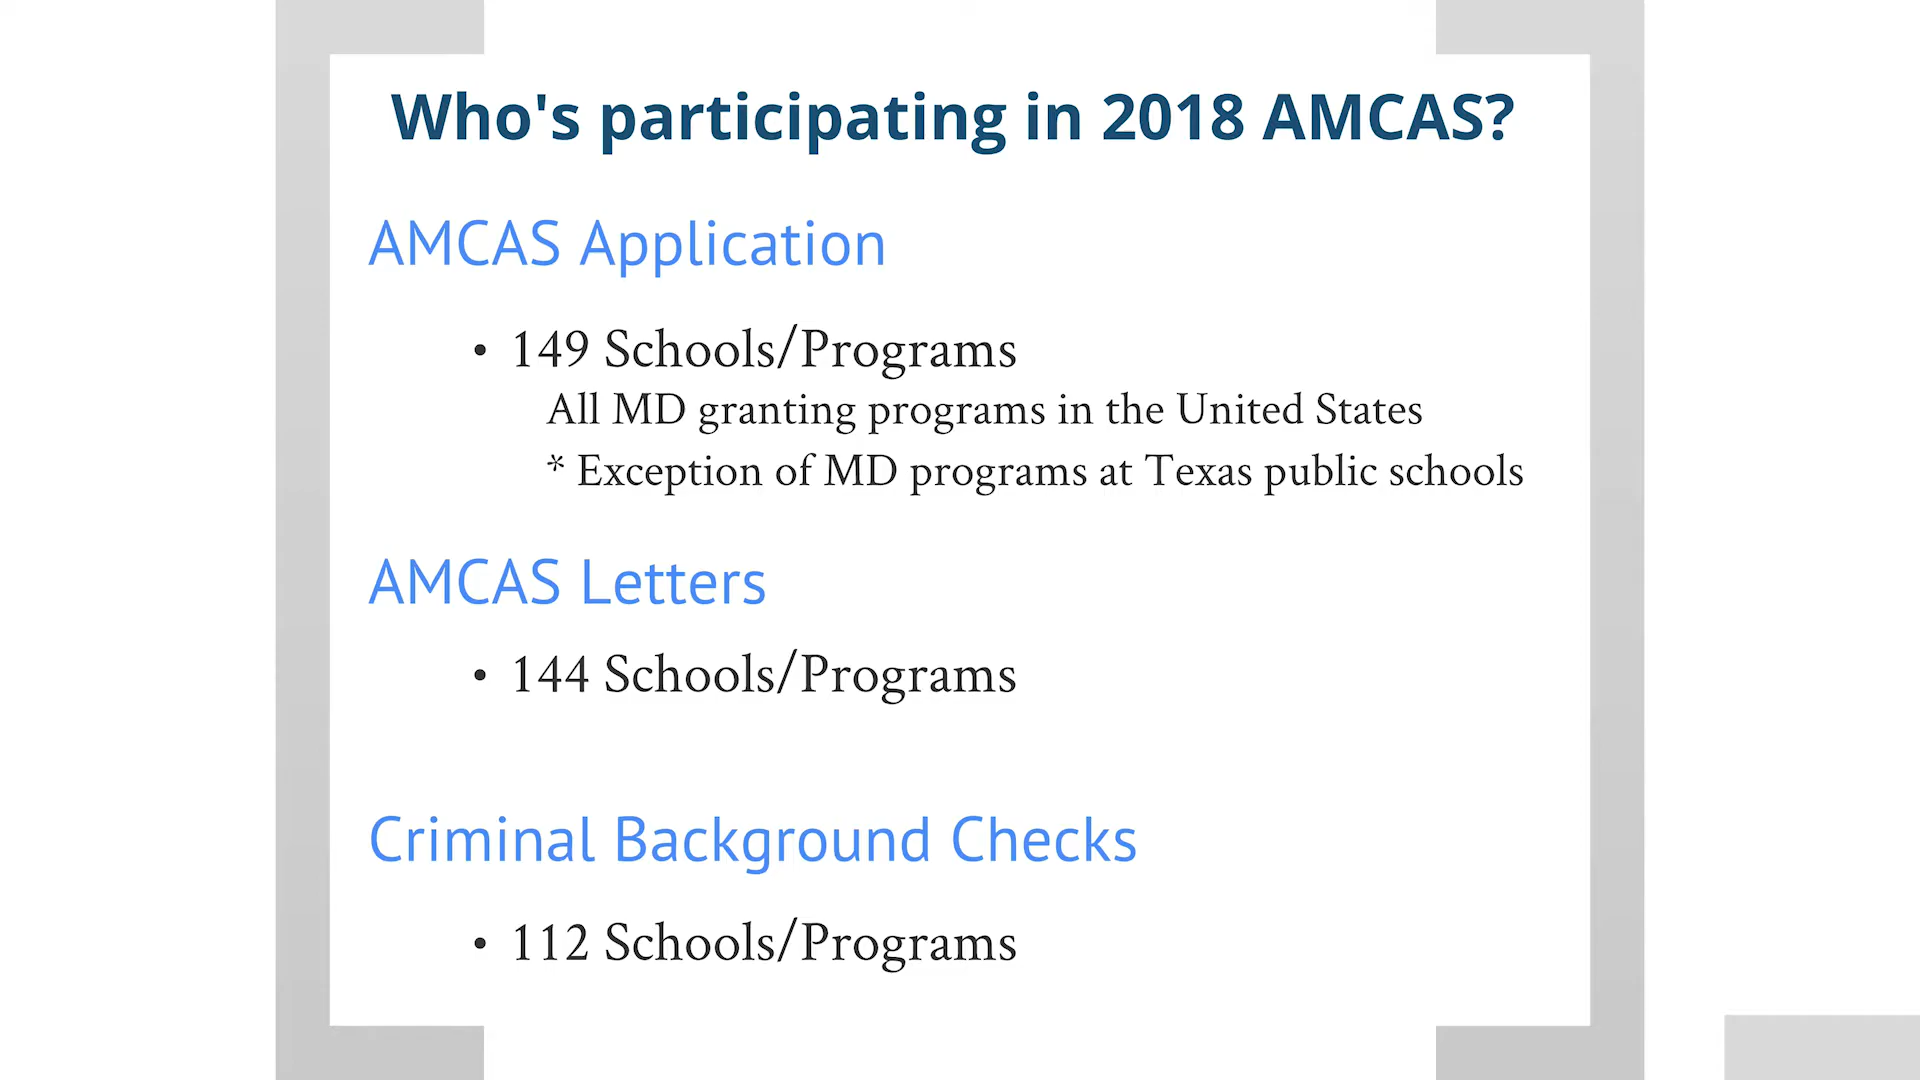 Who's participating in 2018 AMCAS?
AMCAS Application
• 149 Schools/Programs
All MD granting programs in the United States
* Exception of MD programs at Texas public schools
AMCAS Letters
• 144 Schools/Programs
Criminal Background Checks
• 112 Schools/Programs